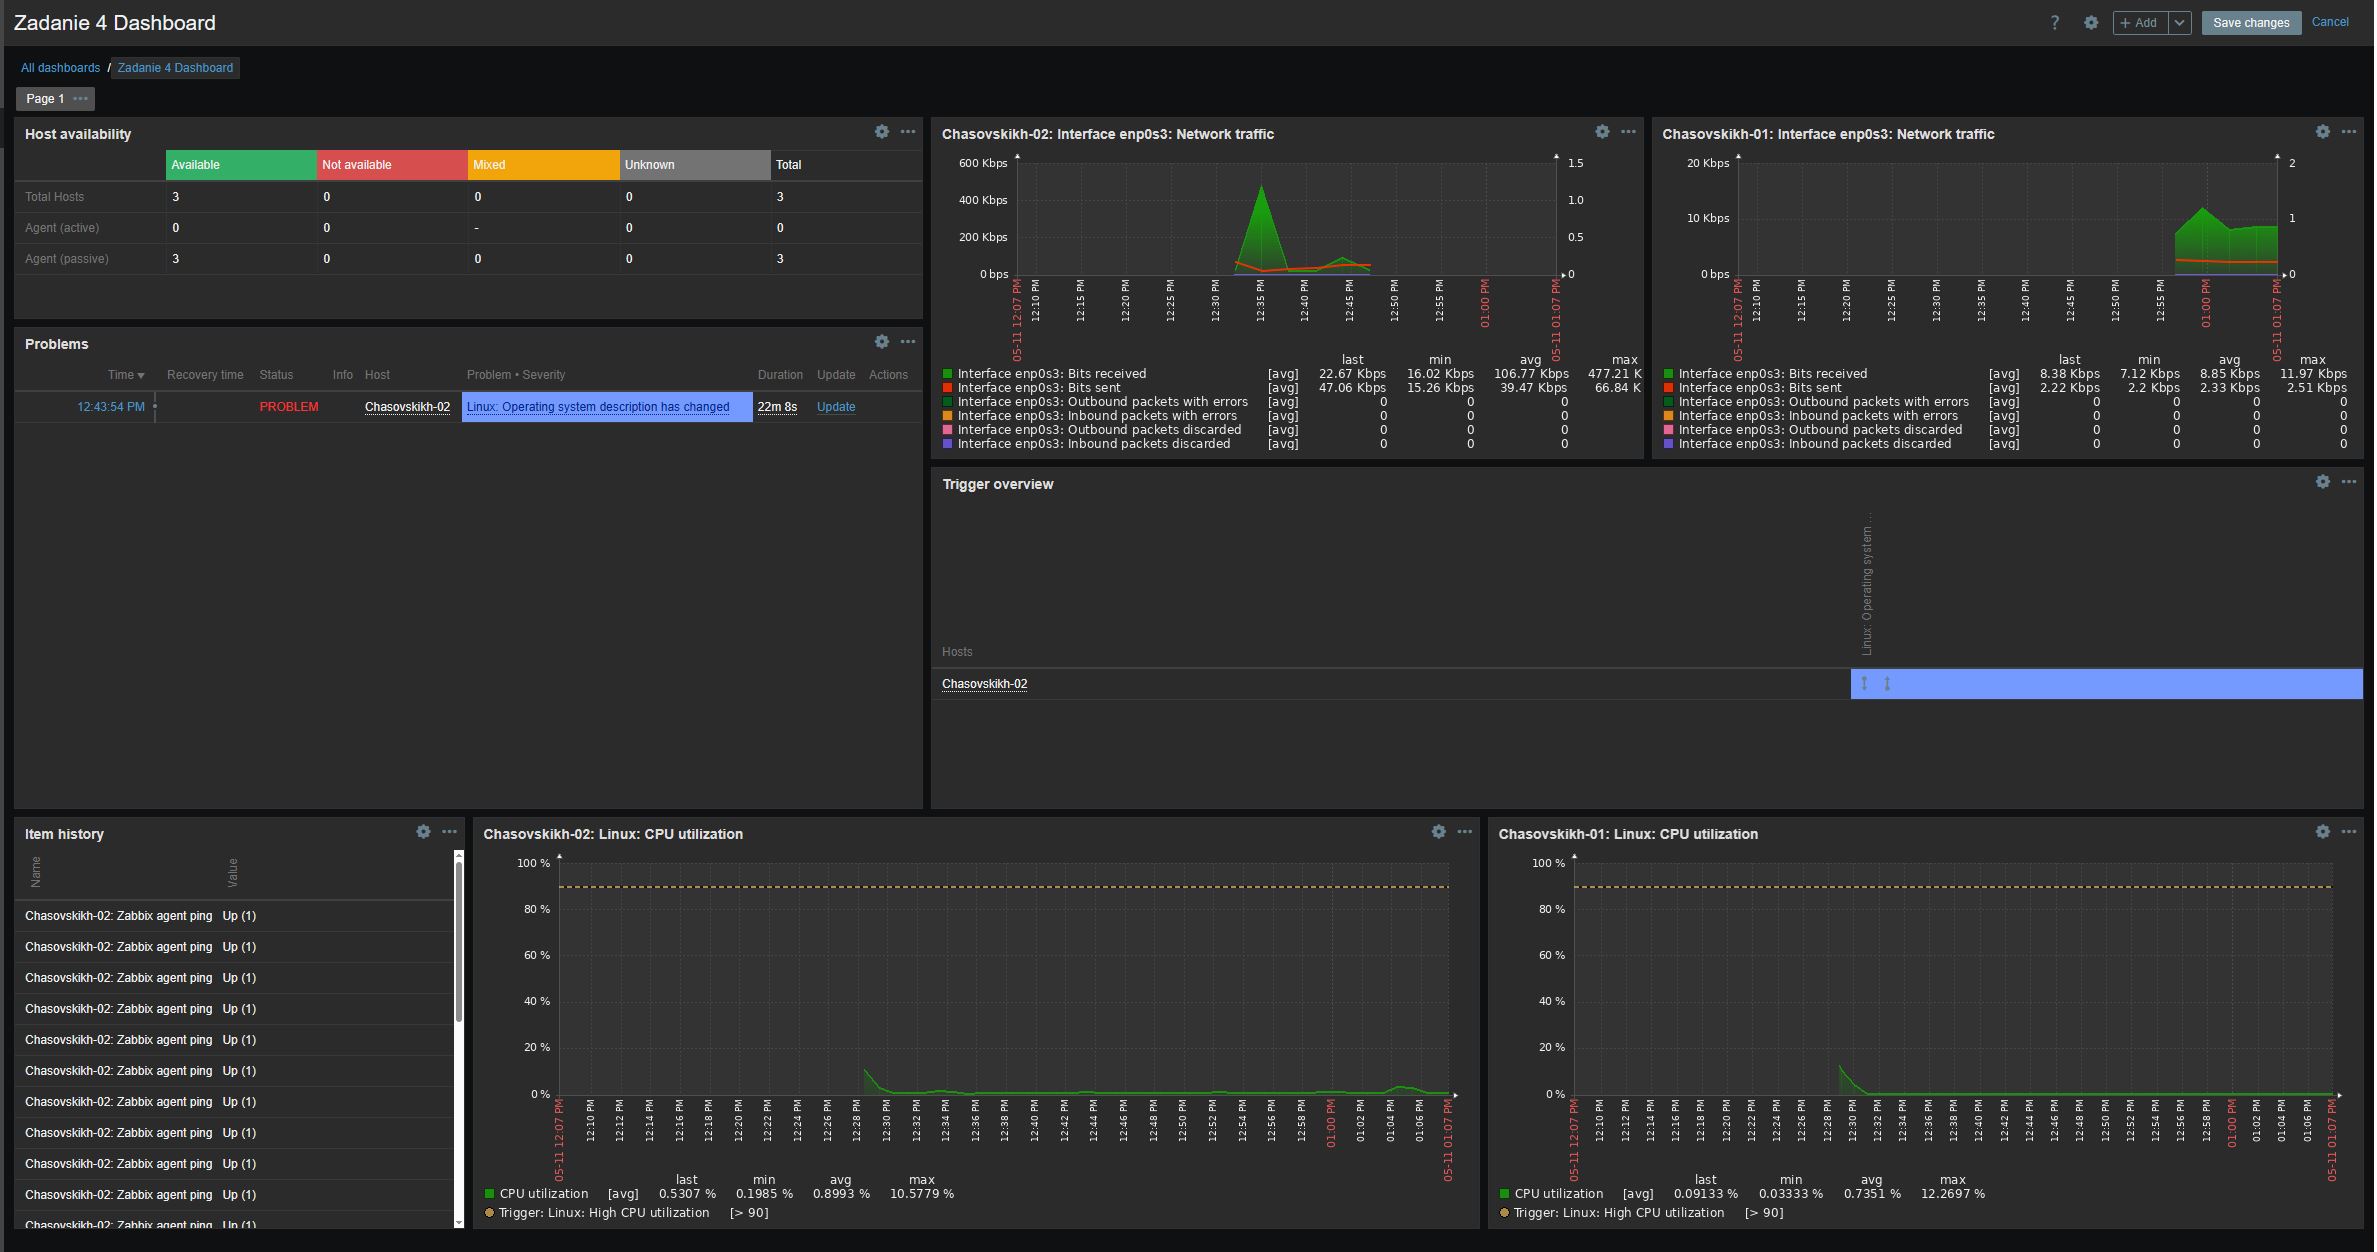 Zadanie 4 Dashboard
? + Add Save changes Cancel
All dashboards / Zadanie 4 Dashboard
Page 1 •••
Host availability
Available Not available Mixed Unknown Total
Total Hosts 3 0 0 0 3
Agent (active) 0 0 - 0 0
Agent (passive) 3 0 0 0 3
Problems
Time Recovery time Status Info Host Problem • Severity Duration Update Actions
12:43:54 PM PROBLEM Chasovskikh-02 Linux: Operating system description has changed 22m 8s Update
Chasovskikh-02: Interface enp0s3: Network traffic
600 Kbps 1.5
400 Kbps 1.0
200 Kbps 0.5
0 bps 0
05-11 12:07 PM 12:10 PM 12:15 PM 12:20 PM 12:25 PM 12:30 PM 12:35 PM 12:40 PM 12:45 PM 12:50 PM 12:55 PM 01:00 PM 05-11 01:07 PM
last min avg max
Interface enp0s3: Bits received [avg] 22.67 Kbps 16.02 Kbps 106.77 Kbps 477.21 K
Interface enp0s3: Bits sent [avg] 47.06 Kbps 15.26 Kbps 39.47 Kbps 66.84 K
Interface enp0s3: Outbound packets with errors [avg] 0 0 0
Interface enp0s3: Inbound packets with errors [avg] 0 0 0
Interface enp0s3: Outbound packets discarded [avg] 0 0 0
Interface enp0s3: Inbound packets discarded [avg] 0 0 0
Chasovskikh-01: Interface enp0s3: Network traffic
20 Kbps 2
10 Kbps 1
0 bps 0
05-11 12:07 PM 12:10 PM 12:15 PM 12:20 PM 12:25 PM 12:30 PM 12:35 PM 12:40 PM 12:45 PM 12:50 PM 12:55 PM 01:00 PM 05-11 01:07 PM
last min avg max
Interface enp0s3: Bits received [avg] 8.38 Kbps 7.12 Kbps 8.85 Kbps 11.97 Kbps
Interface enp0s3: Bits sent [avg] 2.22 Kbps 2.2 Kbps 2.33 Kbps 2.51 Kbps
Interface enp0s3: Outbound packets with errors [avg] 0 0 0 0
Interface enp0s3: Inbound packets with errors [avg] 0 0 0 0
Interface enp0s3: Outbound packets discarded [avg] 0 0 0 0
Interface enp0s3: Inbound packets discarded [avg] 0 0 0 0
Trigger overview
Linux: Operating system ...
Hosts
Chasovskikh-02
Item history
Name Value
Chasovskikh-02: Zabbix agent ping Up (1)
Chasovskikh-02: Zabbix agent ping Up (1)
Chasovskikh-02: Zabbix agent ping Up (1)
Chasovskikh-02: Zabbix agent ping Up (1)
Chasovskikh-02: Zabbix agent ping Up (1)
Chasovskikh-02: Zabbix agent ping Up (1)
Chasovskikh-02: Zabbix agent ping Up (1)
Chasovskikh-02: Zabbix agent ping Up (1)
Chasovskikh-02: Zabbix agent ping Up (1)
Chasovskikh-02: Zabbix agent ping Up (1)
Chasovskikh-02: Zabbix agent ping Up (1)
Chasovskikh-02: Linux: CPU utilization
100 %
80 %
60 %
40 %
20 %
0 %
05-11 12:07 PM 12:10 PM 12:12 PM 12:14 PM 12:16 PM 12:18 PM 12:20 PM 12:22 PM 12:24 PM 12:26 PM 12:28 PM 12:30 PM 12:32 PM 12:34 PM 12:36 PM 12:38 PM 12:40 PM 12:42 PM 12:44 PM 12:46 PM 12:48 PM 12:50 PM 12:52 PM 12:54 PM 12:56 PM 12:58 PM 01:00 PM 01:02 PM 01:04 PM 01:06 PM 05-11 01:07 PM
last min avg max
CPU utilization [avg] 0.5307 % 0.1985 % 0.8993 % 10.5779 %
Trigger: Linux: High CPU utilization [> 90]
Chasovskikh-01: Linux: CPU utilization
100 %
80 %
60 %
40 %
20 %
0 %
05-11 12:07 PM 12:10 PM 12:12 PM 12:14 PM 12:16 PM 12:18 PM 12:20 PM 12:22 PM 12:24 PM 12:26 PM 12:28 PM 12:30 PM 12:32 PM 12:34 PM 12:36 PM 12:38 PM 12:40 PM 12:42 PM 12:44 PM 12:46 PM 12:48 PM 12:50 PM 12:52 PM 12:54 PM 12:56 PM 12:58 PM 01:00 PM 01:02 PM 01:04 PM 01:06 PM 05-11 01:07 PM
last min avg max
CPU utilization [avg] 0.09133 % 0.03333 % 0.7351 % 12.2697 %
Trigger: Linux: High CPU utilization [> 90]